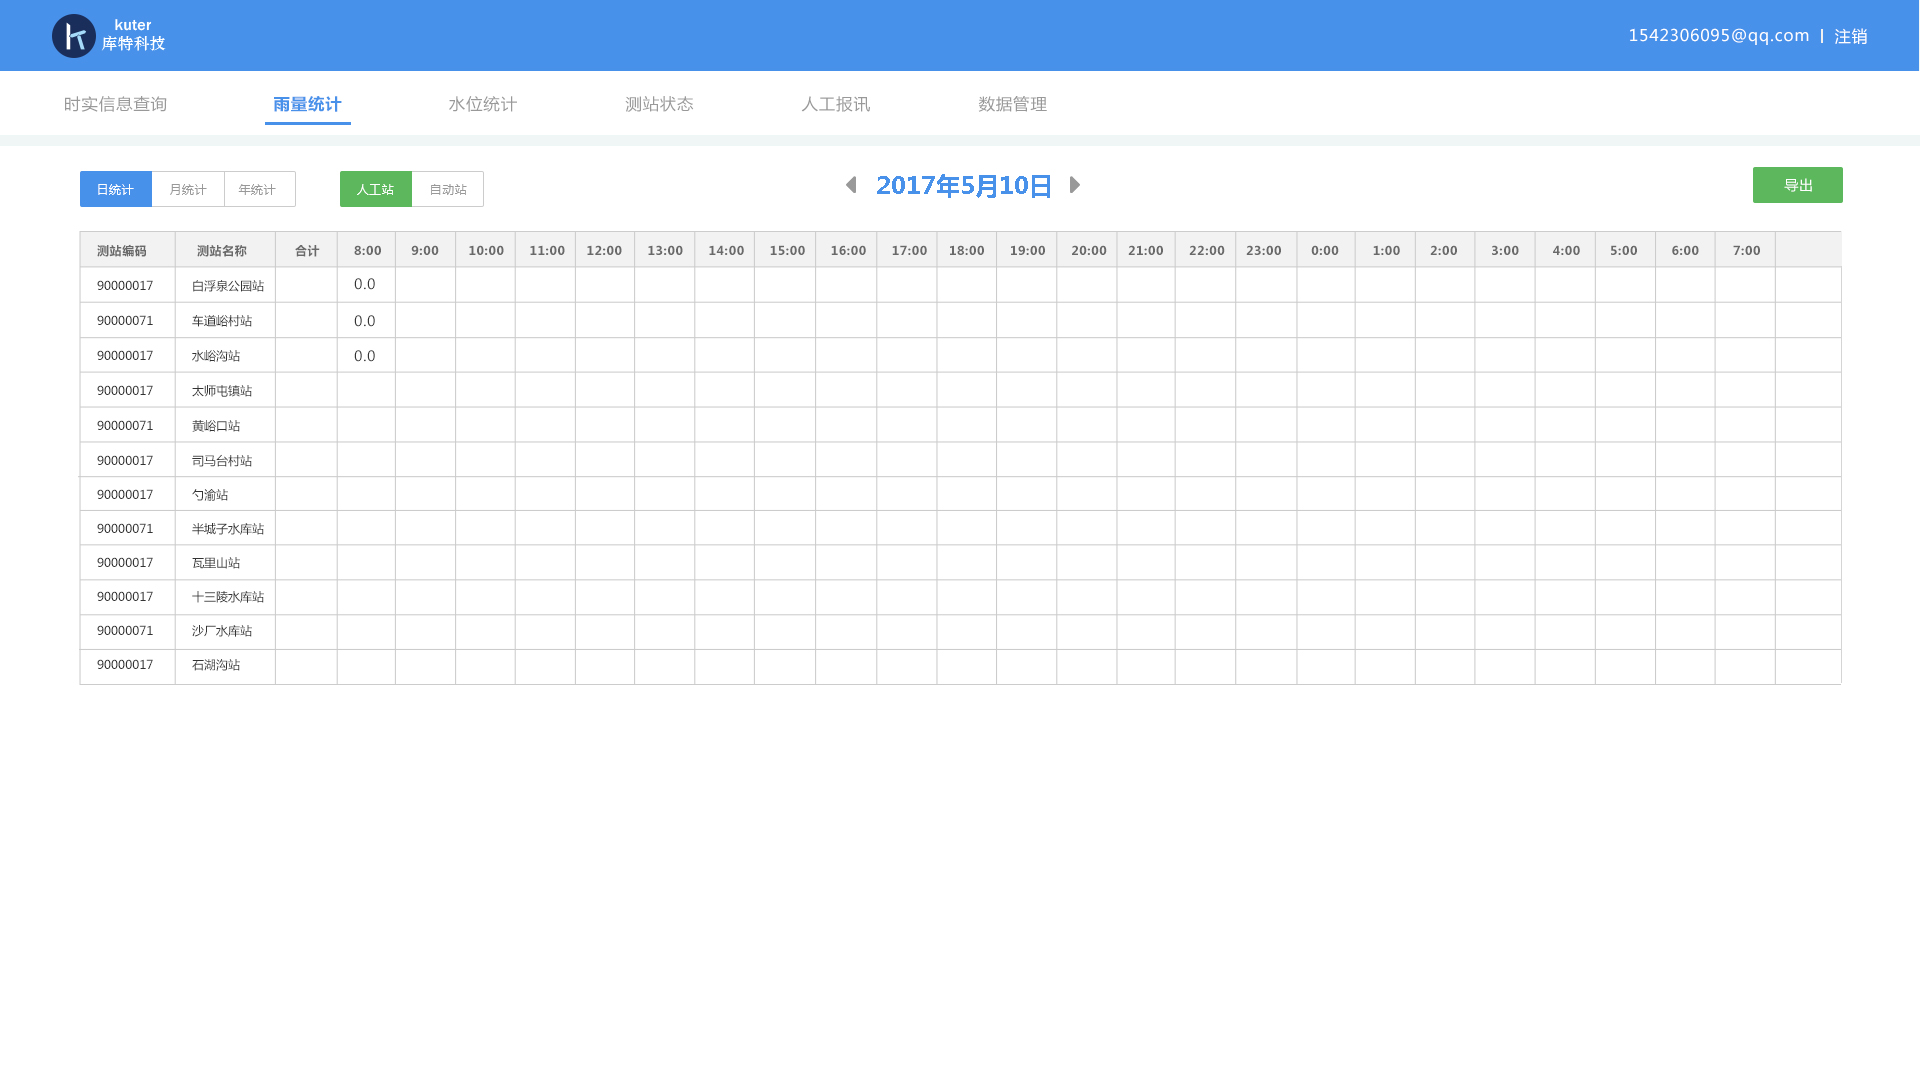 kuter
库特科技
1542306095@qq.com | 注销
时实信息查询 雨量统计 水位统计 测站状态 人工报讯 数据管理
日统计 月统计 年统计 人工站 自动站 2017年5月10日 导出
测站编码 测站名称 合计 8:00 9:00 10:00 11:00 12:00 13:00 14:00 15:00 16:00 17:00 18:00 19:00 20:00 21:00 22:00 23:00 0:00 1:00 2:00 3:00 4:00 5:00 6:00 7:00
90000017 白浮泉公园站 0.0
90000071 车道峪村站 0.0
90000017 水峪沟站 0.0
90000017 太师屯镇站
90000071 黄峪口站
90000017 司马台村站
90000017 勺渝站
90000071 半城子水库站
90000017 瓦里山站
90000017 十三陵水库站
90000071 沙厂水库站
90000017 石湖沟站